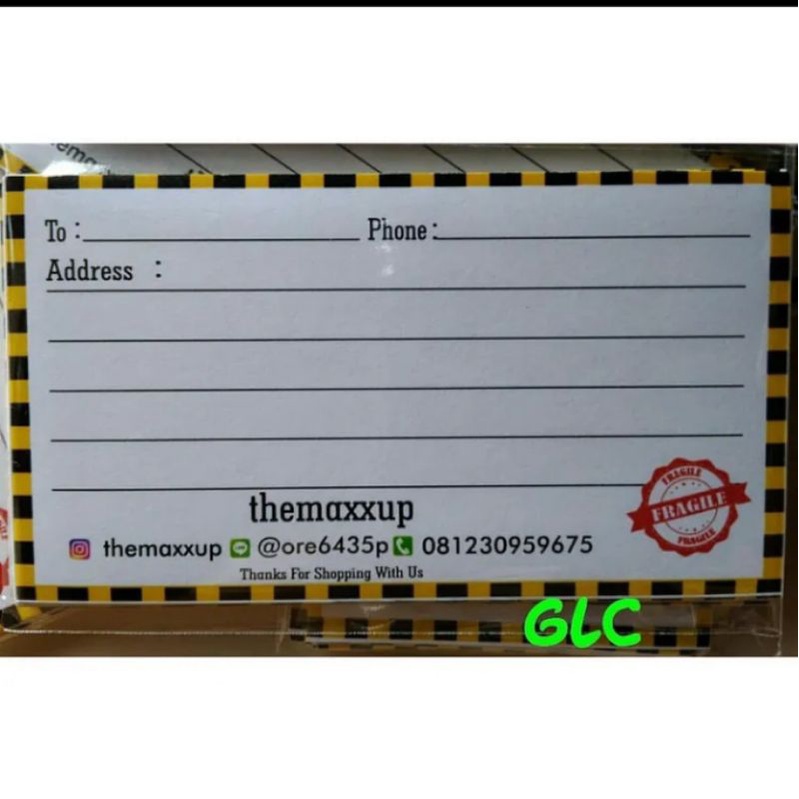 To : Phone :
Address :
themaxxup
themaxxup @ore6435p 081230959675
Thanks For Shopping With Us
FRAGILE
FRAGILE
FRAGILE
GLC